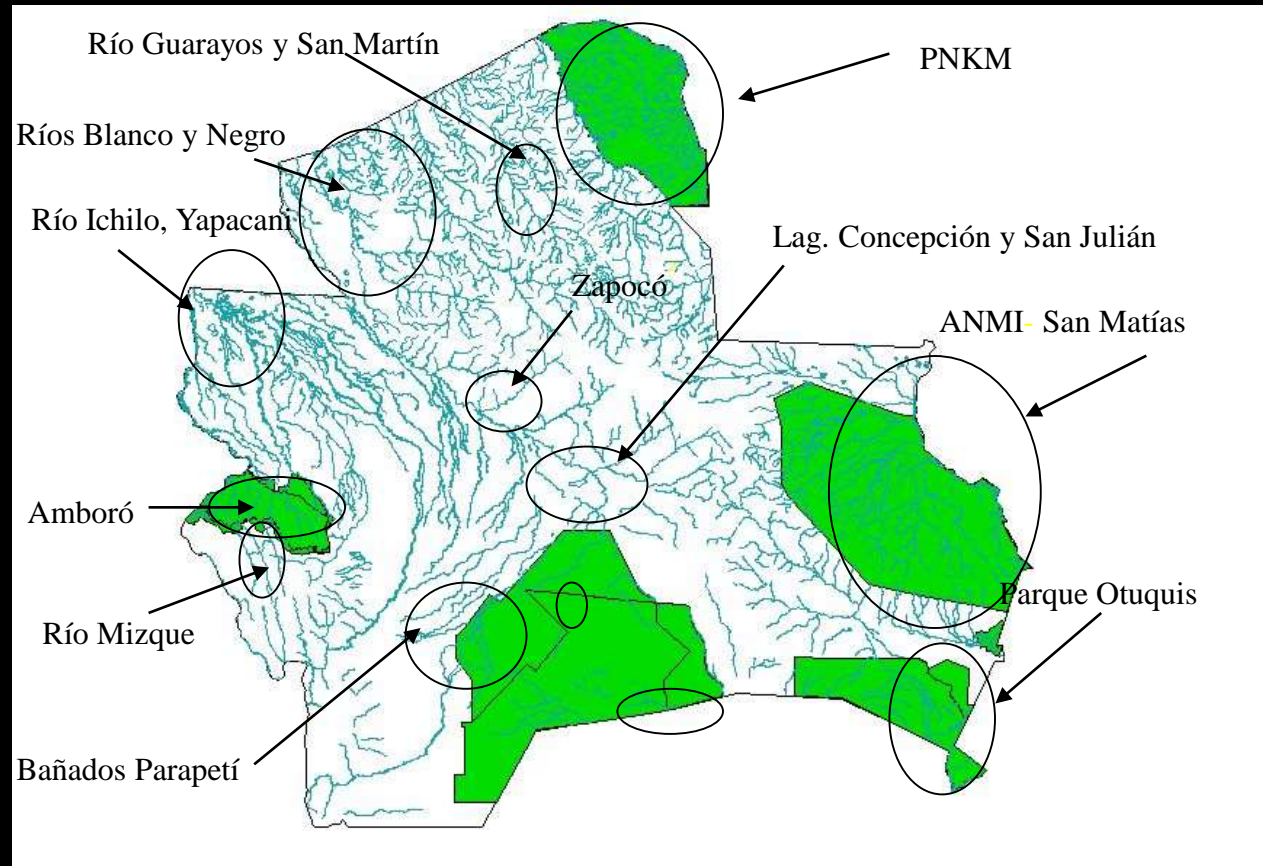 Río Guarayos y San Martín
PNKM
Ríos Blanco y Negro
Río Ichilo, Yapacani
Lag. Concepción y San Julián
Zapocó
ANMI- San Matías
Amboró
Parque Otuquis
Río Mizque
Bañados Parapetí